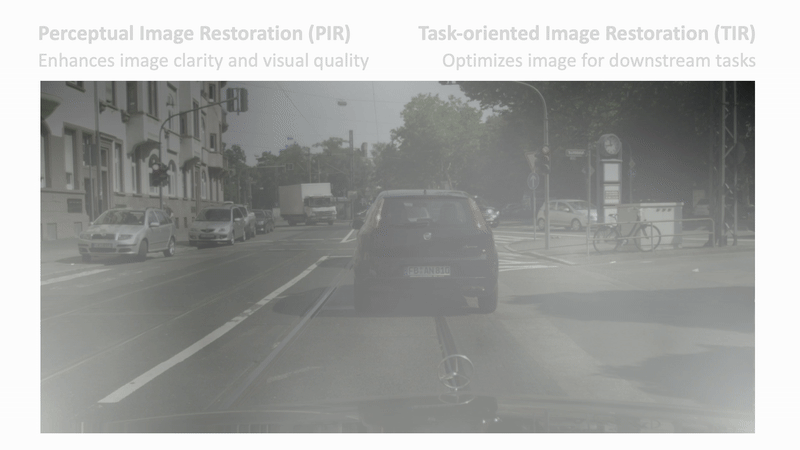 Perceptual Image Restoration (PIR)
Enhances image clarity and visual quality
Task-oriented Image Restoration (TIR)
Optimizes image for downstream tasks